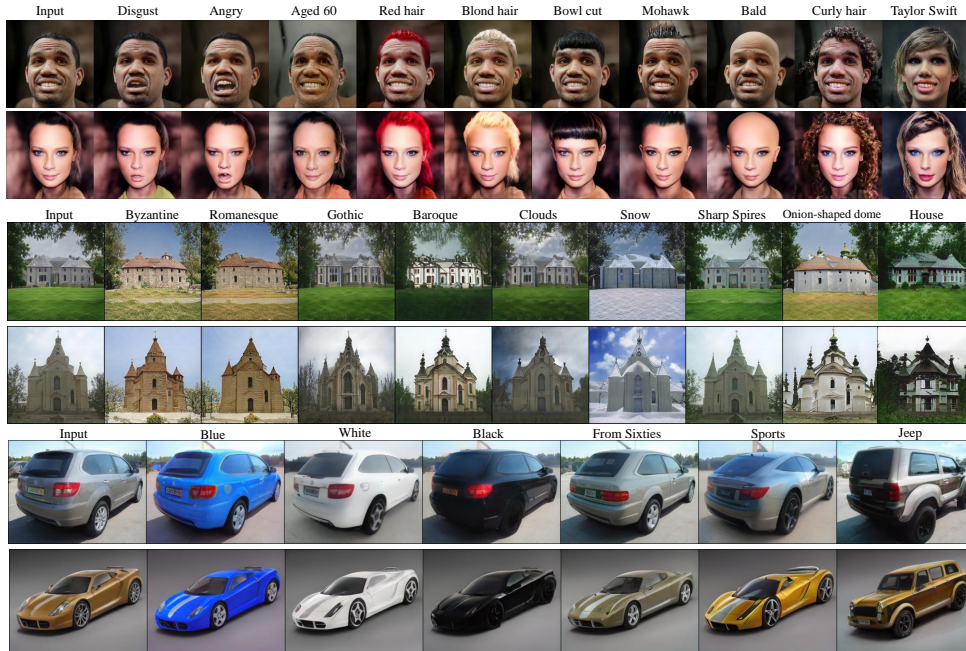 Input Disgust Angry Aged 60 Red hair Blond hair Bowl cut Mohawk Bald Curly hair Taylor Swift
Input Byzantine Romanesque Gothic Baroque Clouds Snow Sharp Spires Onion-shaped dome House
Input Blue White Black From Sixties Sports Jeep